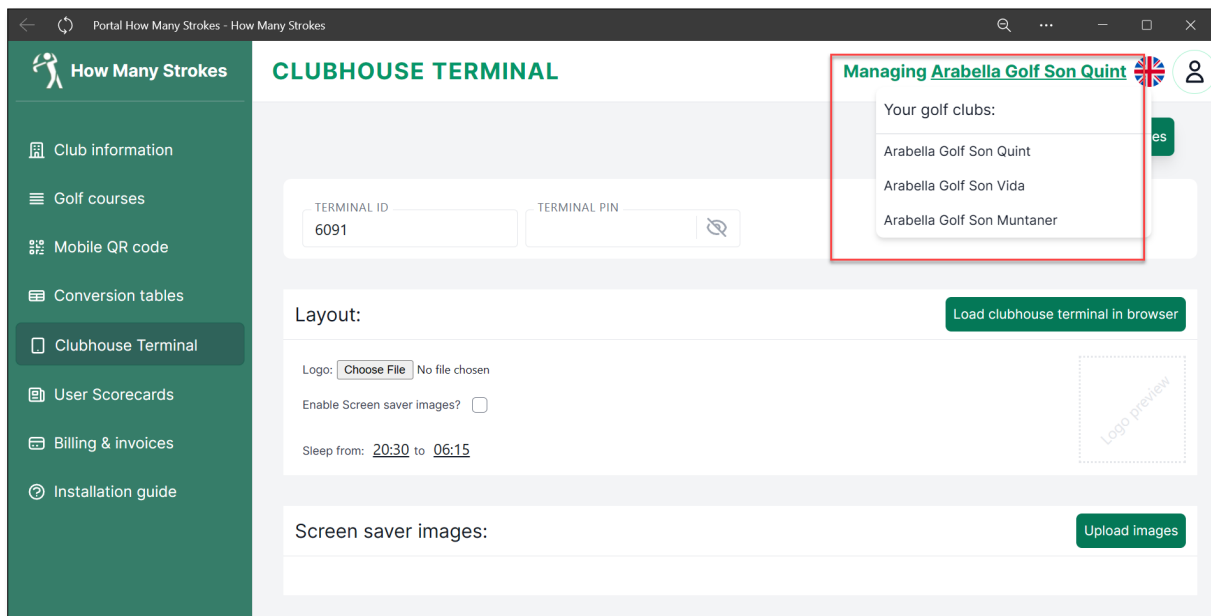 Portal How Many Strokes - How Many Strokes
How Many Strokes
CLUBHOUSE TERMINAL
Managing Arabella Golf Son Quint
Your golf clubs:
Arabella Golf Son Quint
Arabella Golf Son Vida
Arabella Golf Son Muntaner
es
Club information
Golf courses
Mobile QR code
Conversion tables
Clubhouse Terminal
User Scorecards
Billing & invoices
Installation guide
TERMINAL ID
6091
TERMINAL PIN
Layout:
Load clubhouse terminal in browser
Logo: Choose File No file chosen
Enable Screen saver images?
Sleep from: 20:30 to 06:15
Logo preview
Screen saver images:
Upload images